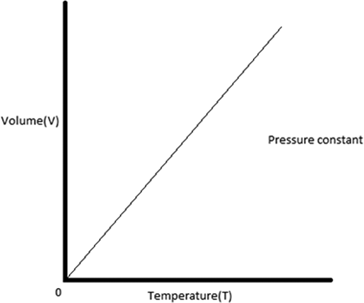 Volume(V)
Pressure constant
0
Temperature(T)